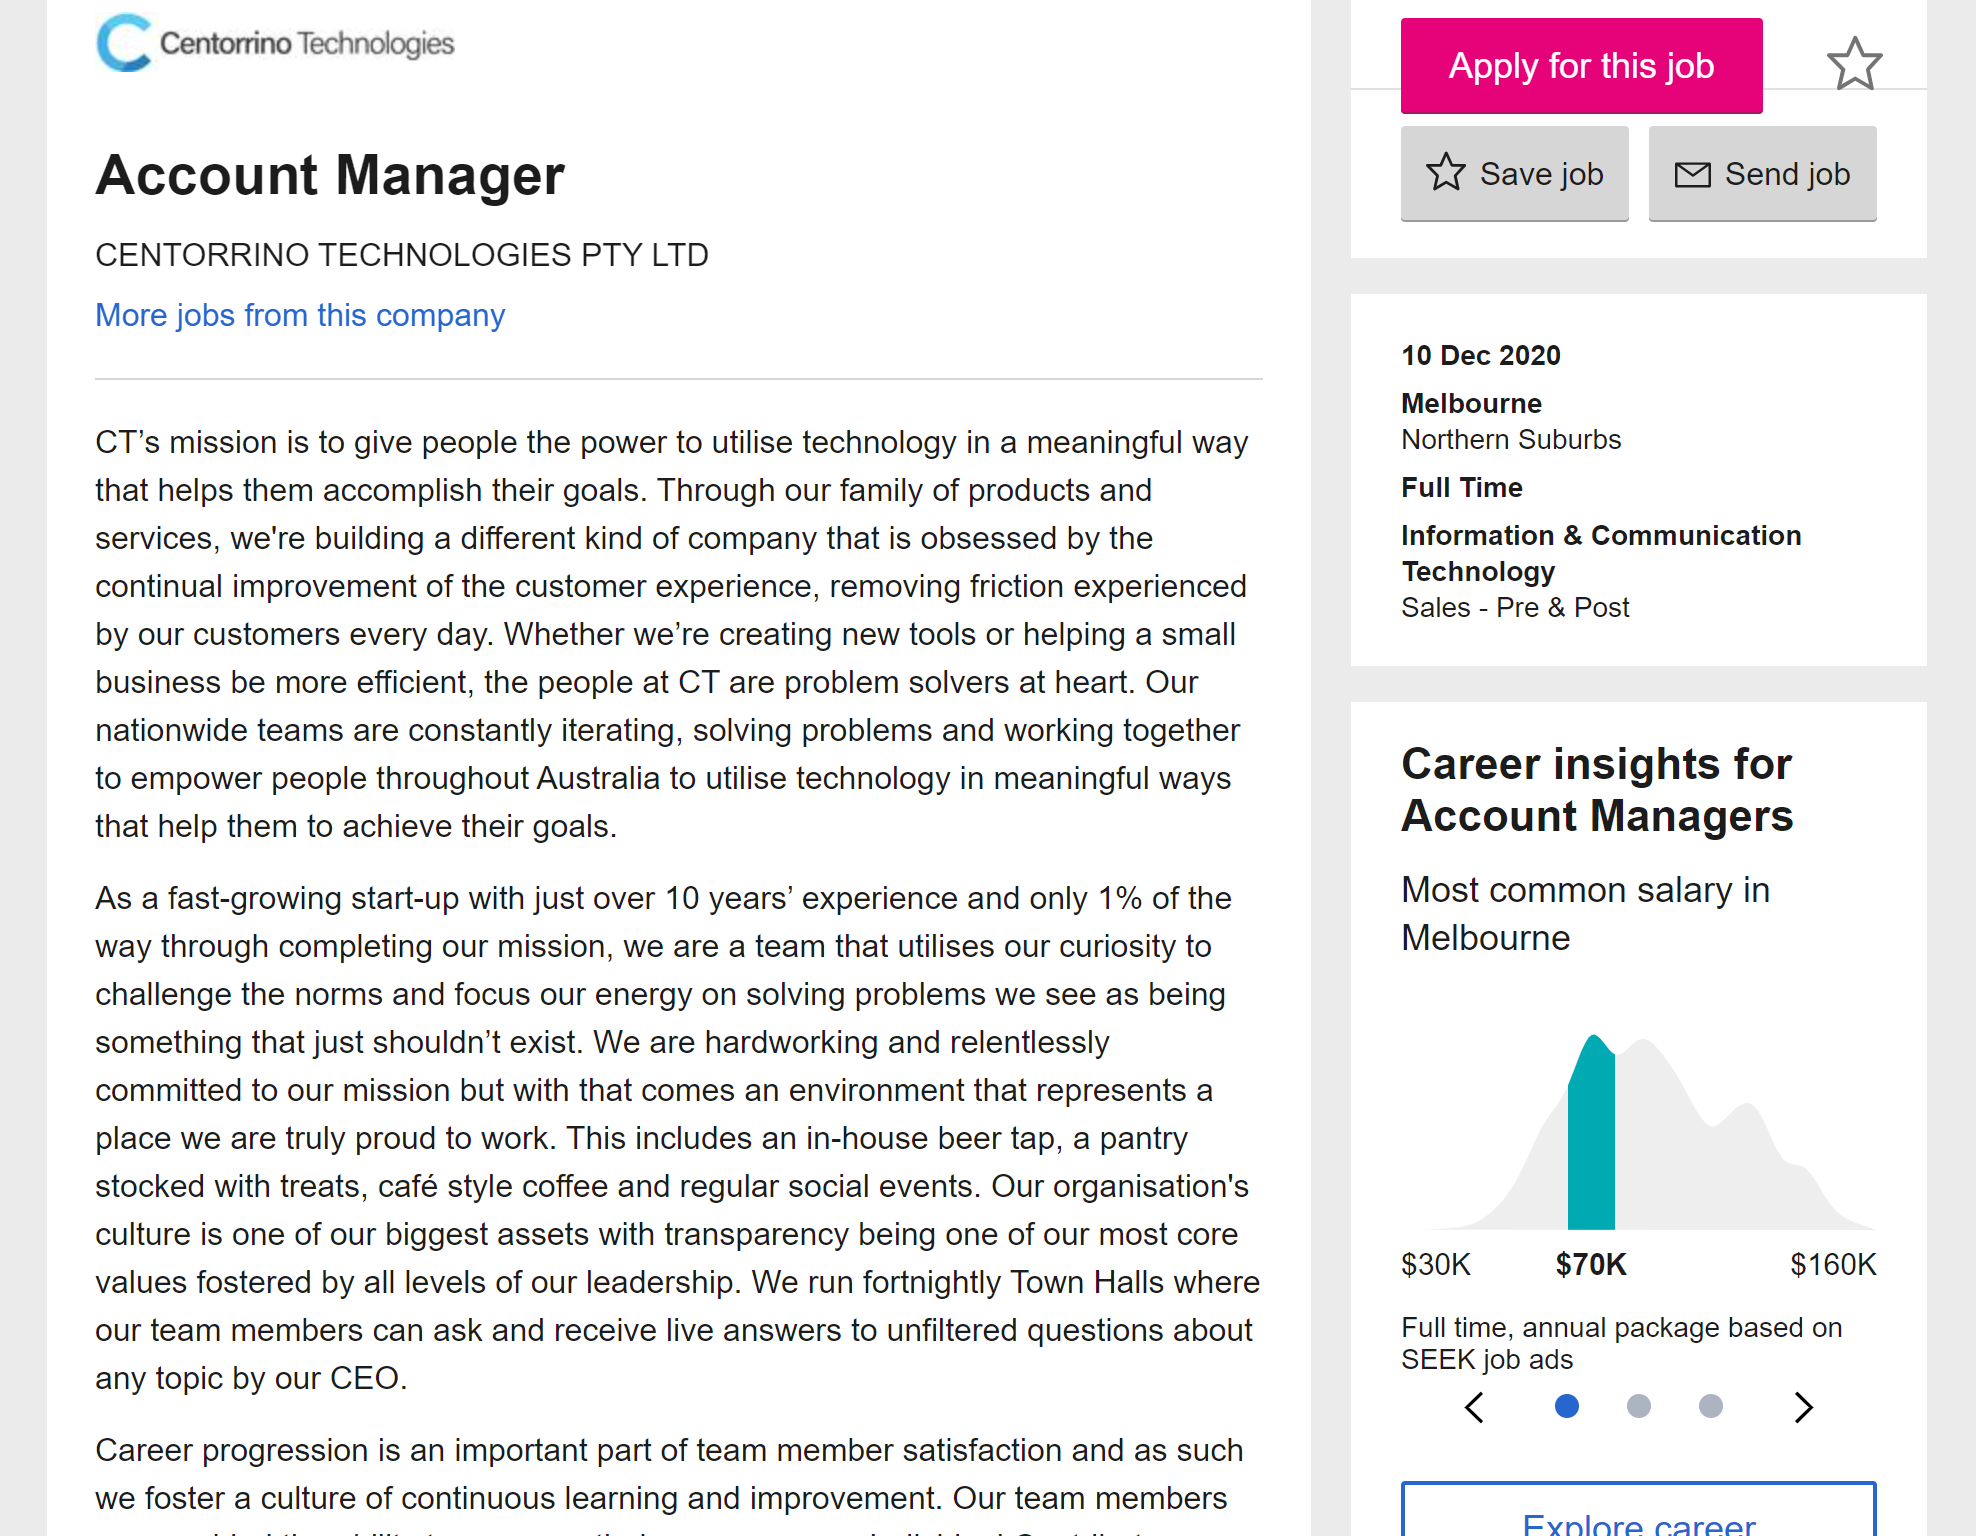 Centorrino Technologies
Account Manager
CENTORRINO TECHNOLOGIES PTY LTD
More jobs from this company
CT’s mission is to give people the power to utilise technology in a meaningful way
that helps them accomplish their goals. Through our family of products and
services, we're building a different kind of company that is obsessed by the
continual improvement of the customer experience, removing friction experienced
by our customers every day. Whether we’re creating new tools or helping a small
business be more efficient, the people at CT are problem solvers at heart. Our
nationwide teams are constantly iterating, solving problems and working together
to empower people throughout Australia to utilise technology in meaningful ways
that help them to achieve their goals.
As a fast-growing start-up with just over 10 years’ experience and only 1% of the
way through completing our mission, we are a team that utilises our curiosity to
challenge the norms and focus our energy on solving problems we see as being
something that just shouldn’t exist. We are hardworking and relentlessly
committed to our mission but with that comes an environment that represents a
place we are truly proud to work. This includes an in-house beer tap, a pantry
stocked with treats, café style coffee and regular social events. Our organisation's
culture is one of our biggest assets with transparency being one of our most core
values fostered by all levels of our leadership. We run fortnightly Town Halls where
our team members can ask and receive live answers to unfiltered questions about
any topic by our CEO.
Career progression is an important part of team member satisfaction and as such
we foster a culture of continuous learning and improvement. Our team members
Apply for this job
Save job
Send job
10 Dec 2020
Melbourne
Northern Suburbs
Full Time
Information & Communication
Technology
Sales - Pre & Post
Career insights for
Account Managers
Most common salary in
Melbourne
$30K $70K $160K
Full time, annual package based on
SEEK job ads
Explore career